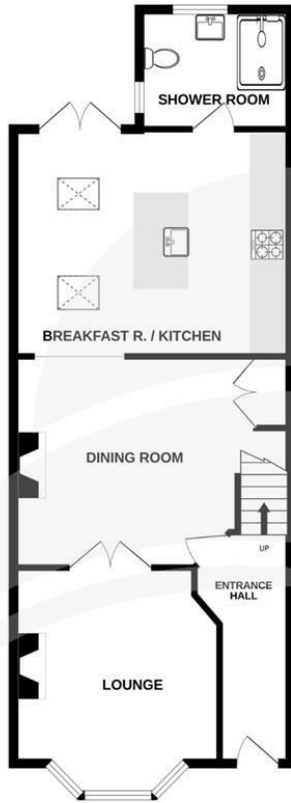 SHOWER ROOM
BREAKFAST R. / KITCHEN
DINING ROOM
UP
ENTRANCE
HALL
LOUNGE